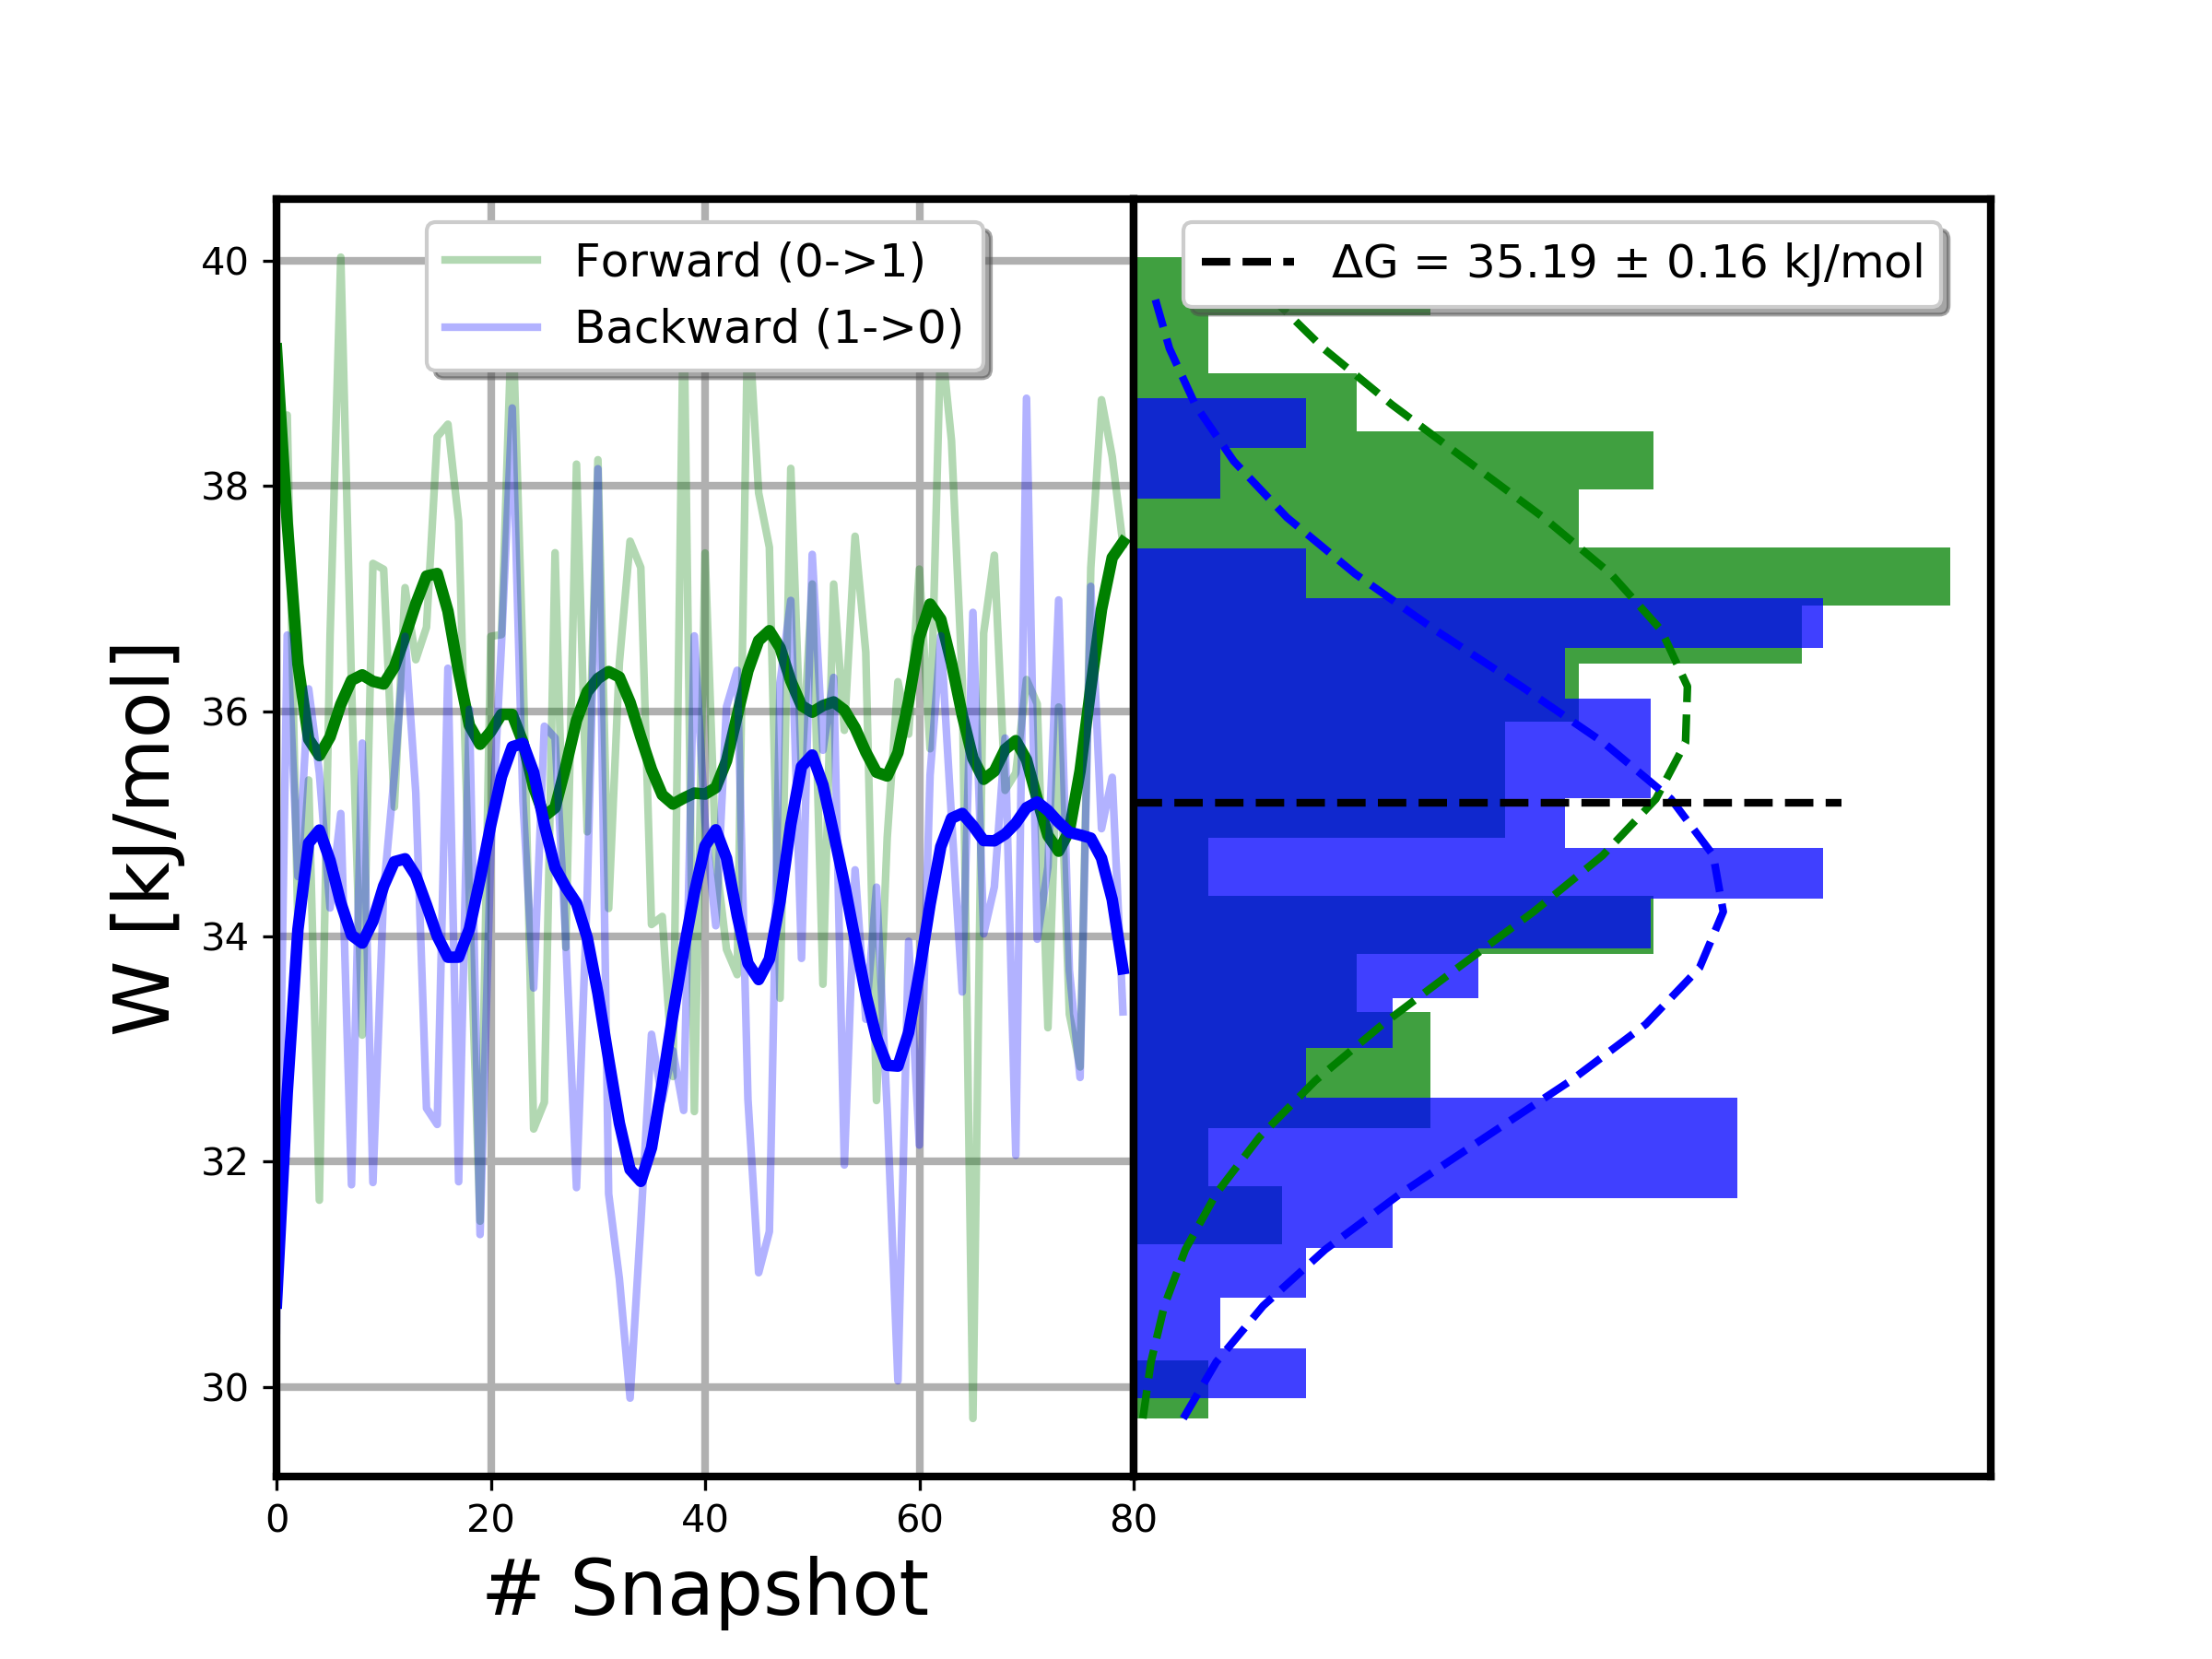 Forward (0->1)
Backward (1->0)
ΔG = 35.19 ± 0.16 kJ/mol
W [kJ/mol]
40
38
36
34
32
30
0 20 40 60 80
# Snapshot